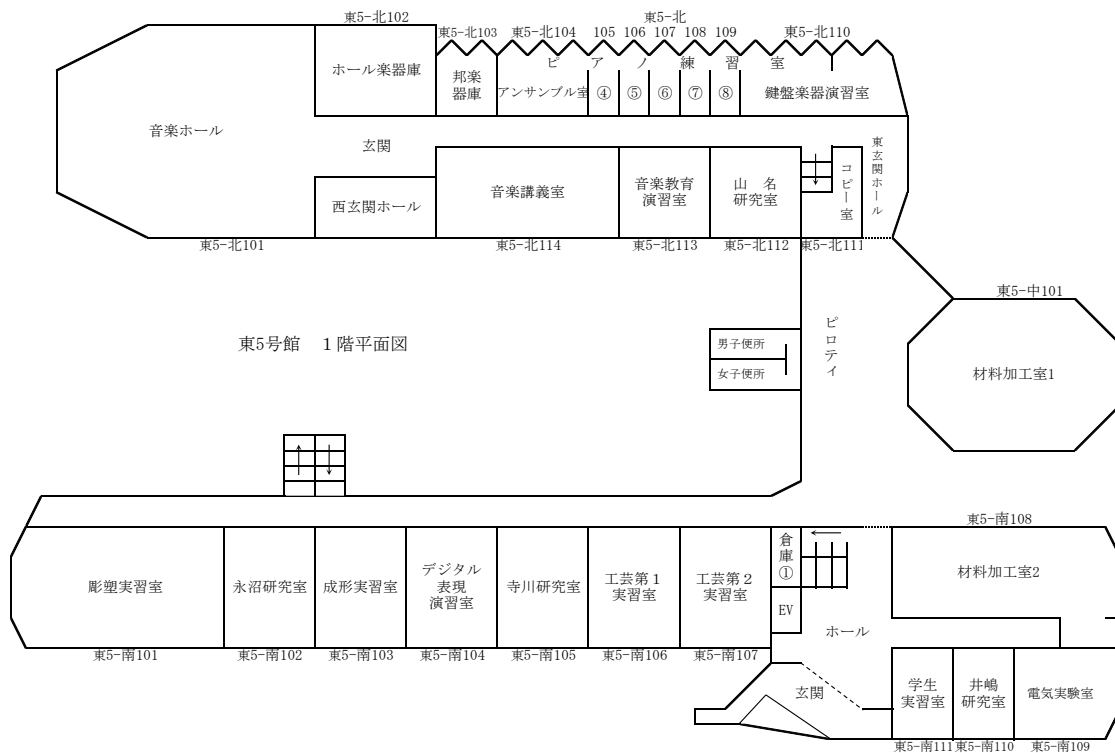 東5-北102
東5-北
東5-北103
東5-北104
105 106 107 108 109
東5-北110
ピアノ練習室
ホール楽器庫
邦楽
器庫
アンサンブル室
④
⑤
⑥
⑦
⑧
鍵盤楽器演習室
音楽ホール
玄関
東玄関ホール
西玄関ホール
音楽講義室
音楽教育
演習室
山 名
研究室
コピー室
東5-北101
東5-北114
東5-北113
東5-北112
東5-北111
東5-中101
材料加工室1
ピロテイ
東5号館 1階平面図
男子便所
女子便所
東5-南108
彫塑実習室
永沼研究室
成形実習室
デジタル
表現
演習室
寺川研究室
工芸第1
実習室
工芸第2
実習室
倉庫①
EV
材料加工室2
ホール
東5-南101
東5-南102
東5-南103
東5-南104
東5-南105
東5-南106
東5-南107
玄関
学生
実習室
井嶋
研究室
電気実験室
東5-南111
東5-南110
東5-南109